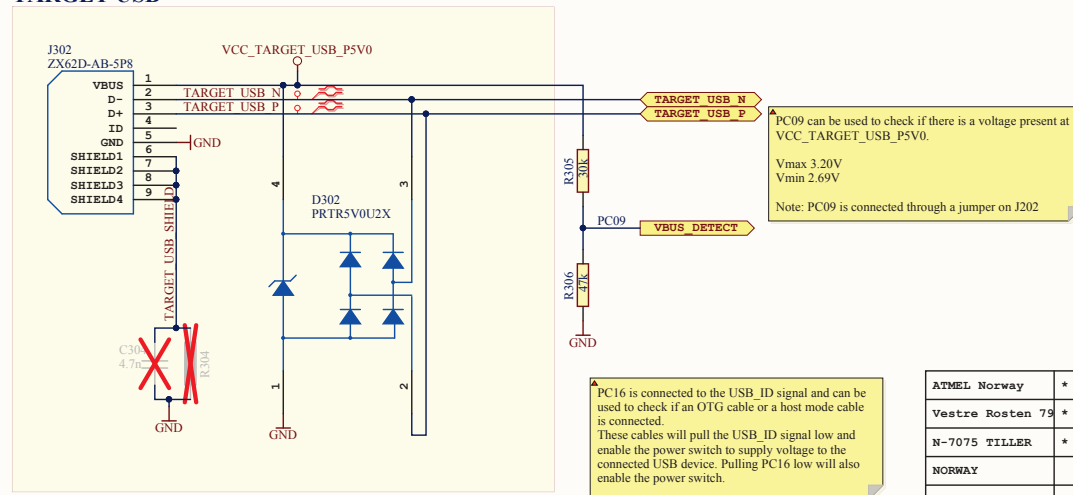 TARGET USB
J302
ZX62D-AB-5P8
VCC_TARGET_USB_P5V0
VBUS 1
D- 2
D+ 3
ID 4
GND 5
SHIELD1 6
SHIELD2 7
SHIELD3 8
SHIELD4 9
TARGET_USB_N
TARGET_USB_P
GND
TARGET_USB_N
TARGET_USB_P
PC09 can be used to check if there is a voltage present at
VCC_TARGET_USB_P5V0.
Vmax 3.20V
Vmin 2.69V
Note: PC09 is connected through a jumper on J202
R305
30k
PC09
VBUS_DETECT
R306
47k
GND
4
3
D302
PRTR5V0U2X
1
2
GND
TARGET_USB_SHIELD
C304
4.7n
R304
GND
PC16 is connected to the USB_ID signal and can be
used to check if an OTG cable or a host mode cable
is connected.
These cables will pull the USB_ID signal low and
enable the power switch to supply voltage to the
connected USB device. Pulling PC16 low will also
enable the power switch.
ATMEL Norway *
Vestre Rosten 79 *
N-7075 TILLER *
NORWAY